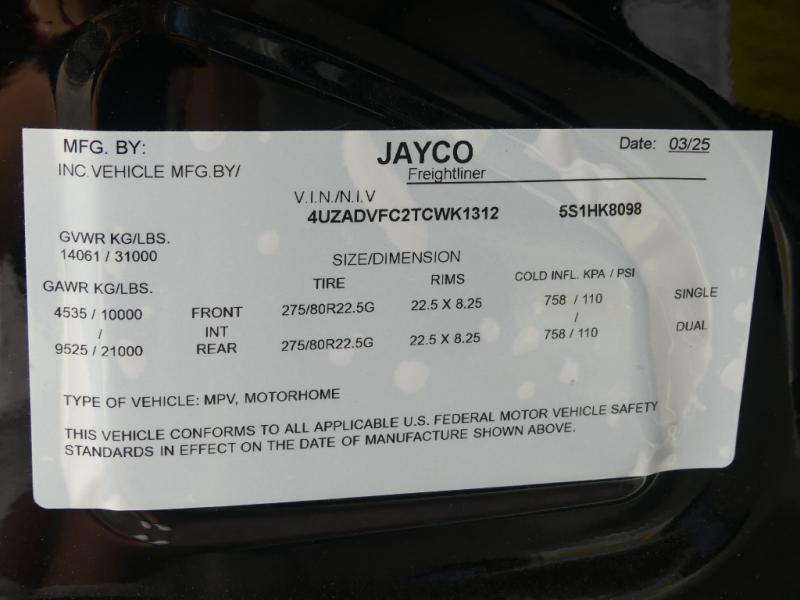 MFG. BY: JAYCO Date: 03/25
INC.VEHICLE MFG.BY/ Freightliner
V.I.N./N.I.V
4UZADVFC2TCWK1312 5S1HK8098
GVWR KG/LBS.
14061 / 31000
SIZE/DIMENSION
GAWR KG/LBS. TIRE RIMS COLD INFL. KPA / PSI
4535 / 10000 FRONT 275/80R22.5G 22.5 X 8.25 758 / 110 SINGLE
/ INT /
9525 / 21000 REAR 275/80R22.5G 22.5 X 8.25 758 / 110 DUAL
TYPE OF VEHICLE: MPV, MOTORHOME
THIS VEHICLE CONFORMS TO ALL APPLICABLE U.S. FEDERAL MOTOR VEHICLE SAFETY
STANDARDS IN EFFECT ON THE DATE OF MANUFACTURE SHOWN ABOVE.